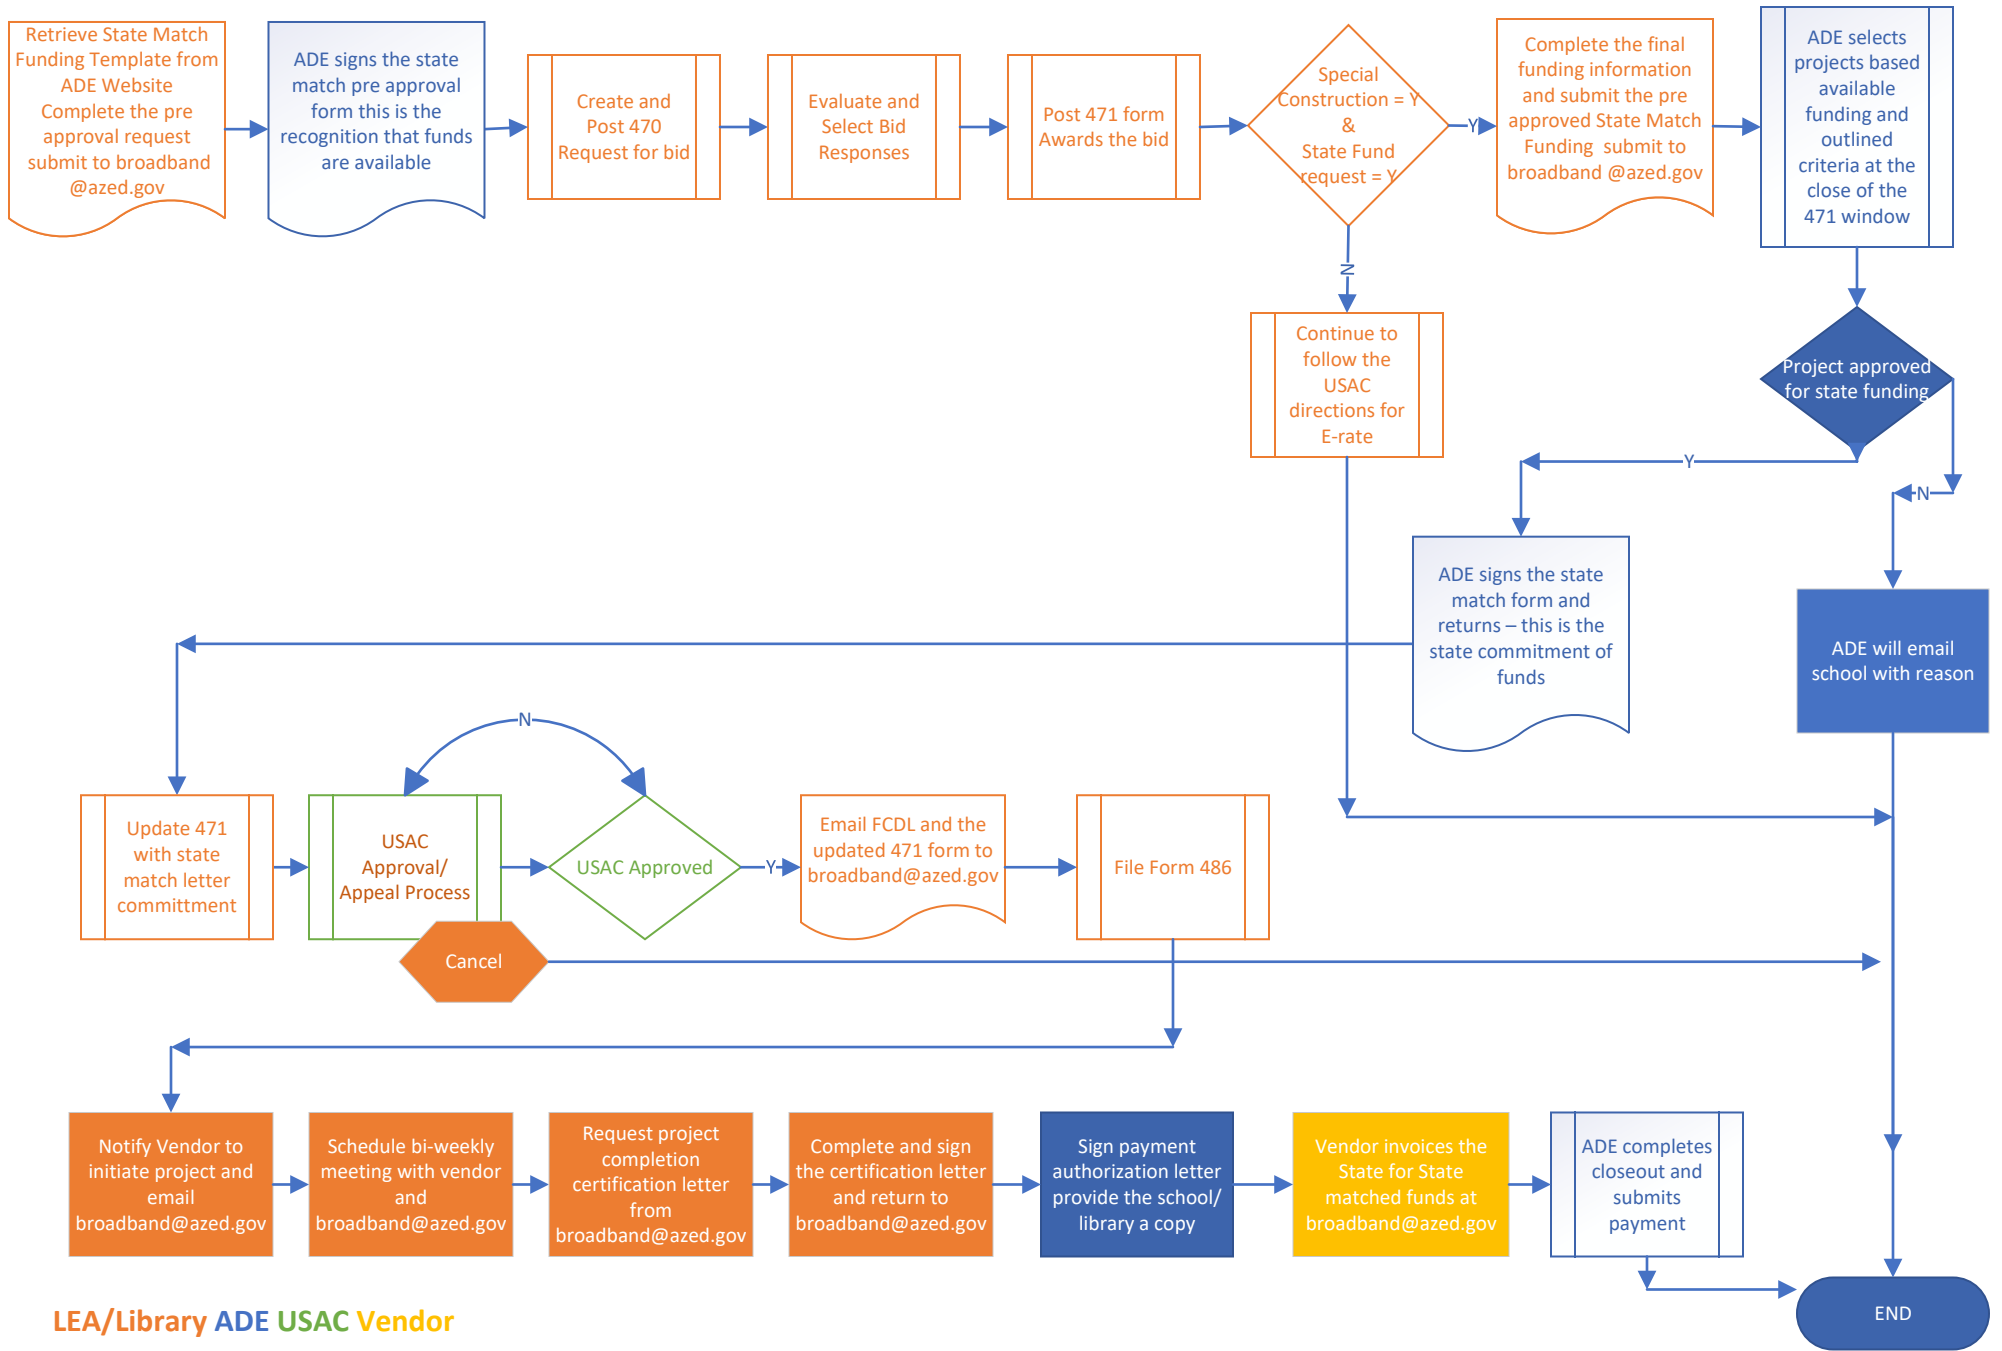 Retrieve State Match
Funding Template from
ADE Website
Complete the pre
approval request
submit to broadband
@azed.gov
ADE signs the state
match pre approval
form this is the
recognition that funds
are available
Create and
Post 470
Request for bid
Evaluate and
Select Bid
Responses
Post 471 form
Awards the bid
Special
Construction = Y
&
State Fund
request = Y
Y
Complete the final
funding information
and submit the pre
approved State Match
Funding  submit to
broadband @azed.gov
ADE selects
projects based
available
funding and
outlined
criteria at the
close of the
471 window
N
Continue to
follow the
USAC
directions for
E-rate
Project approved
for state funding
Y
N
ADE signs the state
match form and
returns – this is the
state commitment of
funds
ADE will email
school with reason
N
Update 471
with state
match letter
committment
USAC
Approval/
Appeal Process
USAC Approved
Y
Email FCDL and the
updated 471 form to
broadband@azed.gov
File Form 486
Cancel
Notify Vendor to
initiate project and
email
broadband@azed.gov
Schedule bi-weekly
meeting with vendor
and
broadband@azed.gov
Request project
completion
certification letter
from
broadband@azed.gov
Complete and sign
the certification letter
and return to
broadband@azed.gov
Sign payment
authorization letter
provide the school/
library a copy
Vendor invoices the
State for State
matched funds at
broadband@azed.gov
ADE completes
closeout and
submits
payment
END
LEA/Library ADE USAC Vendor